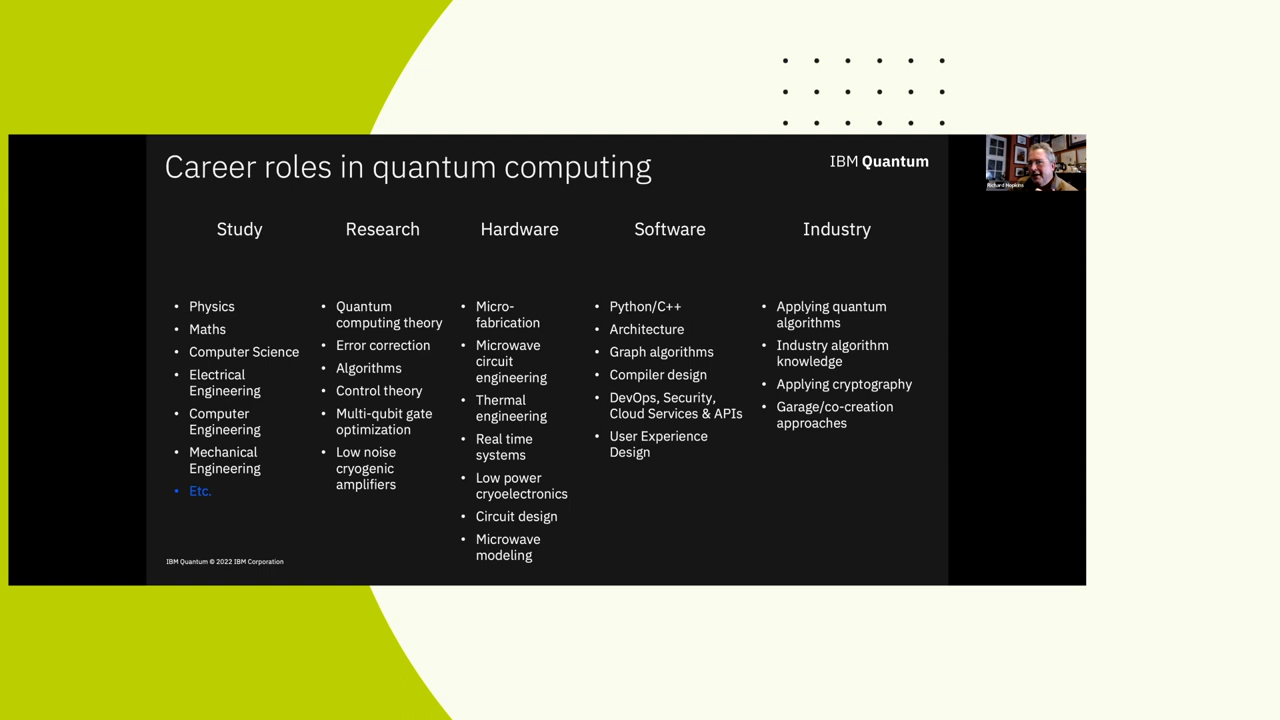 Career roles in quantum computing
IBM Quantum
Richard Hopkins
Study
Physics
Maths
Computer Science
Electrical
Engineering
Computer
Engineering
Mechanical
Engineering
Etc.
Research
Quantum
computing theory
Error correction
Algorithms
Control theory
Multi-qubit gate
optimization
Low noise
cryogenic
amplifiers
Hardware
Micro-
fabrication
Microwave
circuit
engineering
Thermal
engineering
Real time
systems
Low power
cryoelectronics
Circuit design
Microwave
modeling
Software
Python/C++
Architecture
Graph algorithms
Compiler design
DevOps, Security,
Cloud Services & APIs
User Experience
Design
Industry
Applying quantum
algorithms
Industry algorithm
knowledge
Applying cryptography
Garage/co-creation
approaches
IBM Quantum © 2022 IBM Corporation